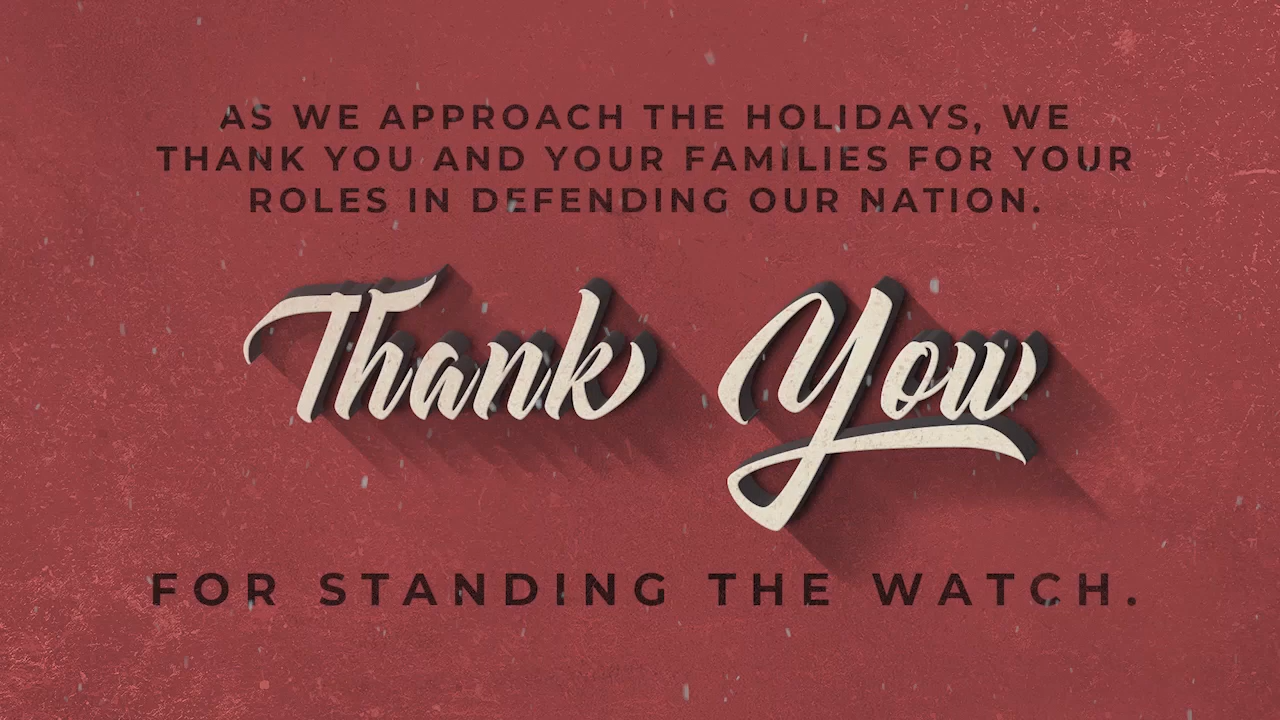 AS WE APPROACH THE HOLIDAYS, WE
THANK YOU AND YOUR FAMILIES FOR YOUR
ROLES IN DEFENDING OUR NATION.
Thank You
FOR STANDING THE WATCH.